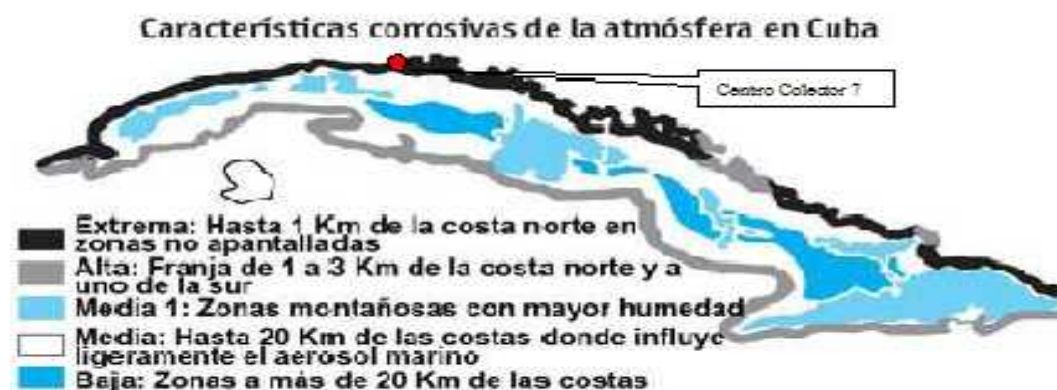 Características corrosivas de la atmósfera en Cuba
Centro Colector 7
Extrema: Hasta 1 Km de la costa norte en
zonas no apantalladas
Alta: Franja de 1 a 3 Km de la costa norte y a
uno de la sur
Media 1: Zonas montañosas con mayor humedad
Media: Hasta 20 Km de las costas donde influye
ligeramente el aerosol marino
Baja: Zonas a más de 20 Km de las costas